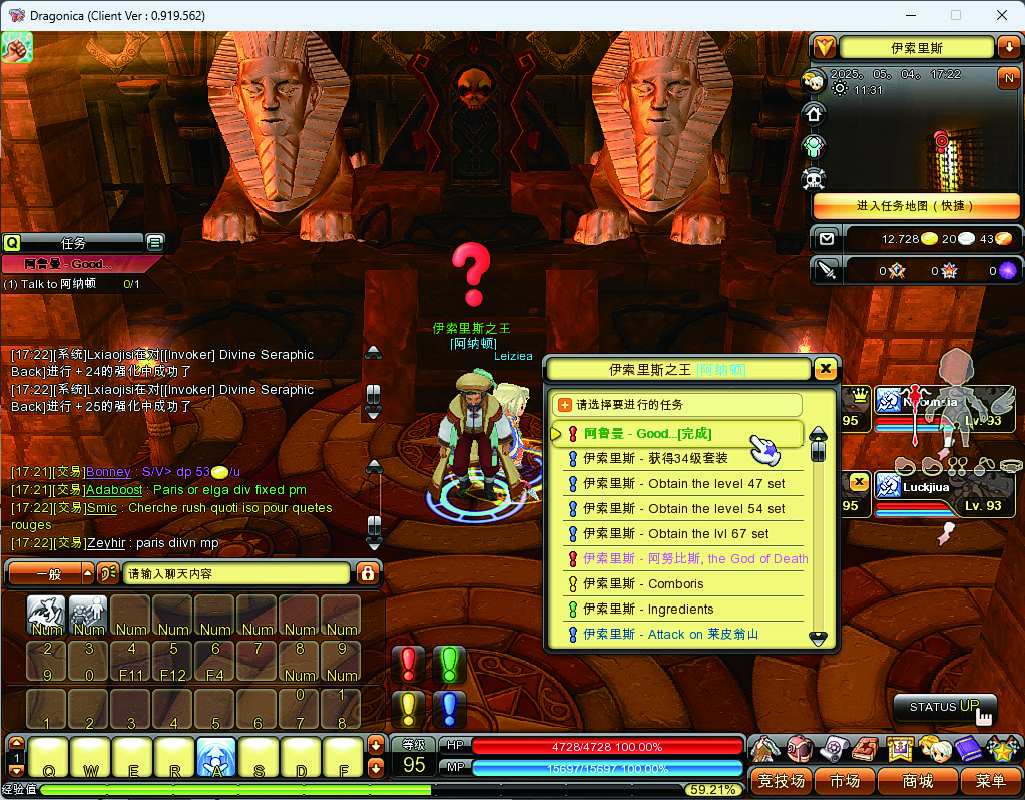 Dragonica (Client Ver : 0.919.562)
伊索里斯
2025。 05。 04。 17:22
11:31
N
进入任务地图 ( 快捷 )
12.728 20 43
0 0 0
Q 任务
阿鲁曼 - Good...
(1) Talk to 阿纳顿 0/1
伊索里斯之王
[阿纳顿]
Leiziea
[17:22][系统]Lxiaojisi在对[[Invoker] Divine Seraphic
Back]进行 + 24的强化中成功了
[17:22][系统]Lxiaojisi在对[[Invoker] Divine Seraphic
Back]进行 + 25的强化中成功了
[17:21][交易]Bonney : S/V> dp 53 /u
[17:21][交易]Adaboost : Paris or elga div fixed pm
[17:22][交易]Smic : Cherche rush quoti iso pour quetes
rouges
[17:22][交易]Zeyhir : paris diivn mp
一般 请输入聊天内容
伊索里斯之王 [阿纳顿]
请选择要进行的任务
阿鲁曼 - Good...[完成]
伊索里斯 - 获得34级套装
伊索里斯 - Obtain the level 47 set
伊索里斯 - Obtain the level 54 set
伊索里斯 - Obtain the lvl 67 set
伊索里斯 - 阿努比斯, the God of Death
伊索里斯 - Comboris
伊索里斯 - Ingredients
伊索里斯 - Attack on 莱皮翁山
95 Lv. 93
95 Luckjiua
Lv. 93
Num Num Num Num Num Num Num Num
2 3 4 5 6 7 8 9
9 0 F11 F12 F4 Num Num
0 1
1 2 3 4 5 6 7 8
STATUS UP
1 Q W E R A S D F
等级
95
HP 4728/4728 100.00%
MP 15697/15697 100.00%
竞技场 市场 商城 菜单
经验值 59.21%